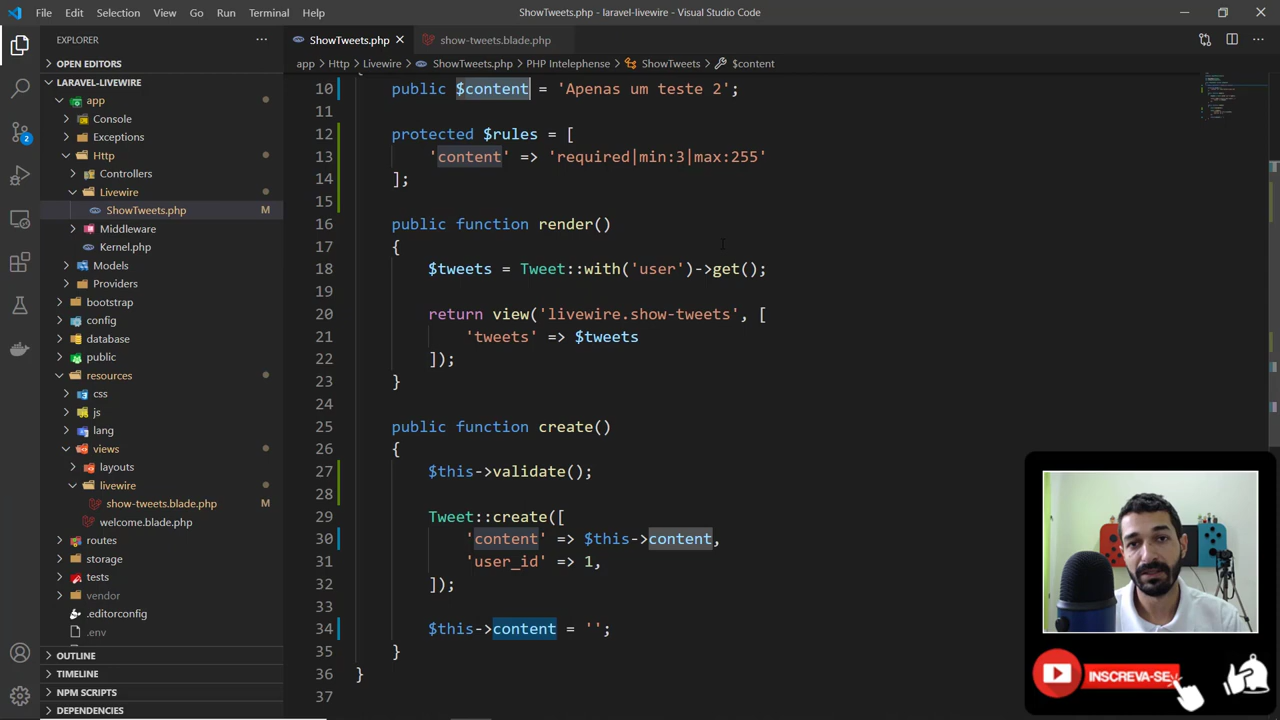 File Edit Selection View Go Run Terminal Help
ShowTweets.php - laravel-livewire - Visual Studio Code
EXPLORER
OPEN EDITORS
LARAVEL-LIVEWIRE
app
Console
Exceptions
Http
Controllers
Livewire
ShowTweets.php M
Middleware
Kernel.php
Models
Providers
bootstrap
config
database
public
resources
css
js
lang
views
layouts
livewire
show-tweets.blade.php M
welcome.blade.php
routes
storage
tests
vendor
.editorconfig
.env
OUTLINE
TIMELINE
NPM SCRIPTS
DEPENDENCIES
2
ShowTweets.php show-tweets.blade.php
app > Http > Livewire > ShowTweets.php > PHP Intelephense > ShowTweets > $content
10 public $content = 'Apenas um teste 2';
11
12 protected $rules = [
13 'content' => 'required|min:3|max:255'
14 ];
15
16 public function render()
17 {
18 $tweets = Tweet::with('user')->get();
19
20 return view('livewire.show-tweets', [
21 'tweets' => $tweets
22 ]);
23 }
24
25 public function create()
26 {
27 $this->validate();
28
29 Tweet::create([
30 'content' => $this->content,
31 'user_id' => 1,
32 ]);
33
34 $this->content = '';
35 }
36 }
37
INSCREVA-SE